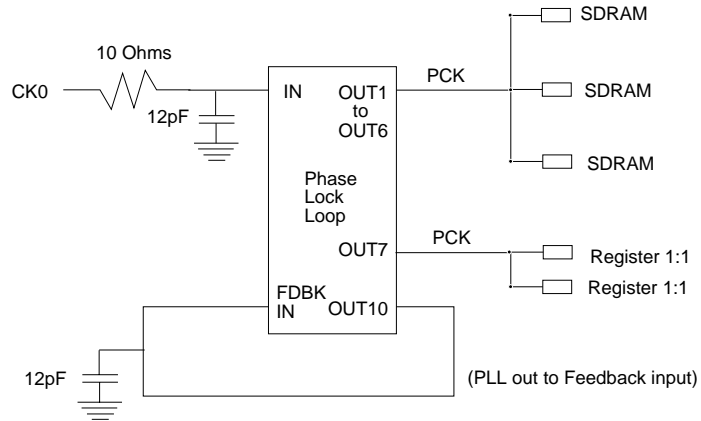 SDRAM
10 Ohms
PCK
CK0
IN
OUT1
to
OUT6
SDRAM
12pF
SDRAM
Phase
Lock
Loop
PCK
OUT7
Register 1:1
Register 1:1
FDBK
IN
OUT10
12pF
(PLL out to Feedback input)